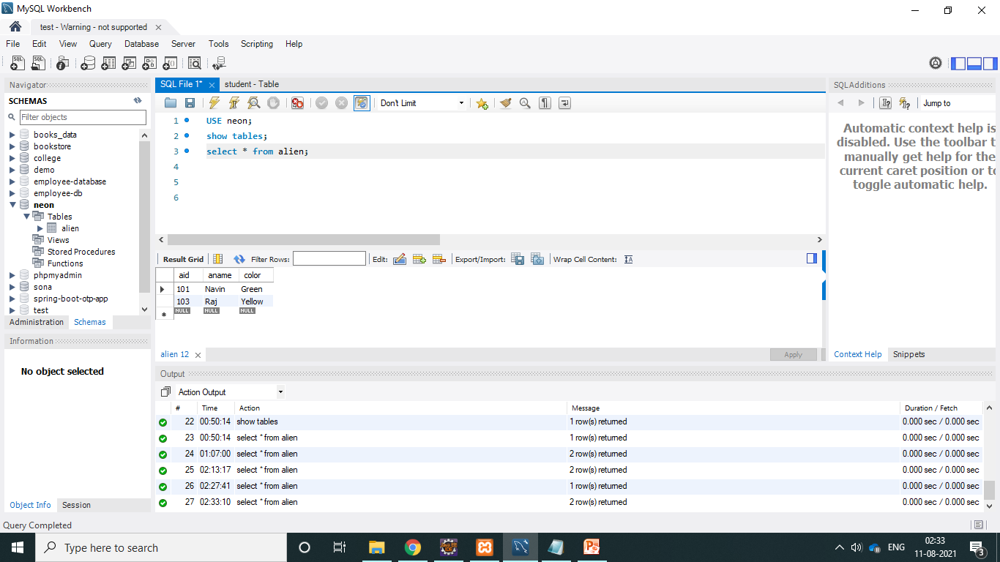 MySQL Workbench
test - Warning - not supported
File Edit View Query Database Server Tools Scripting Help
Navigator
SCHEMAS
Filter objects
books_data
bookstore
college
demo
employee-database
employee-db
neon
Tables
alien
Views
Stored Procedures
Functions
phpmyadmin
sona
spring-boot-otp-app
test
Administration Schemas
Information
No object selected
Object Info Session
SQL File 1*
student - Table
Don't Limit
1 USE neon;
2 show tables;
3 select * from alien;
4
5
6
Result Grid Filter Rows: Edit: Export/Import: Wrap Cell Content:
aid aname color
101 Navin Green
103 Raj Yellow
NULL NULL NULL
alien 12
Apply
SQLAdditions
Jump to
Automatic context help is
disabled. Use the toolbar t
manually get help for the
current caret position or to
toggle automatic help.
Context Help Snippets
Output
Action Output
# Time Action Message Duration / Fetch
22 00:50:14 show tables 1 row(s) returned 0.000 sec / 0.000 sec
23 00:50:14 select * from alien 1 row(s) returned 0.000 sec / 0.000 sec
24 01:07:00 select * from alien 2 row(s) returned 0.000 sec / 0.000 sec
25 02:13:17 select * from alien 2 row(s) returned 0.000 sec / 0.000 sec
26 02:27:41 select * from alien 1 row(s) returned 0.000 sec / 0.000 sec
27 02:33:10 select * from alien 2 row(s) returned 0.000 sec / 0.000 sec
Query Completed
Type here to search
ENG
02:33
11-08-2021
3